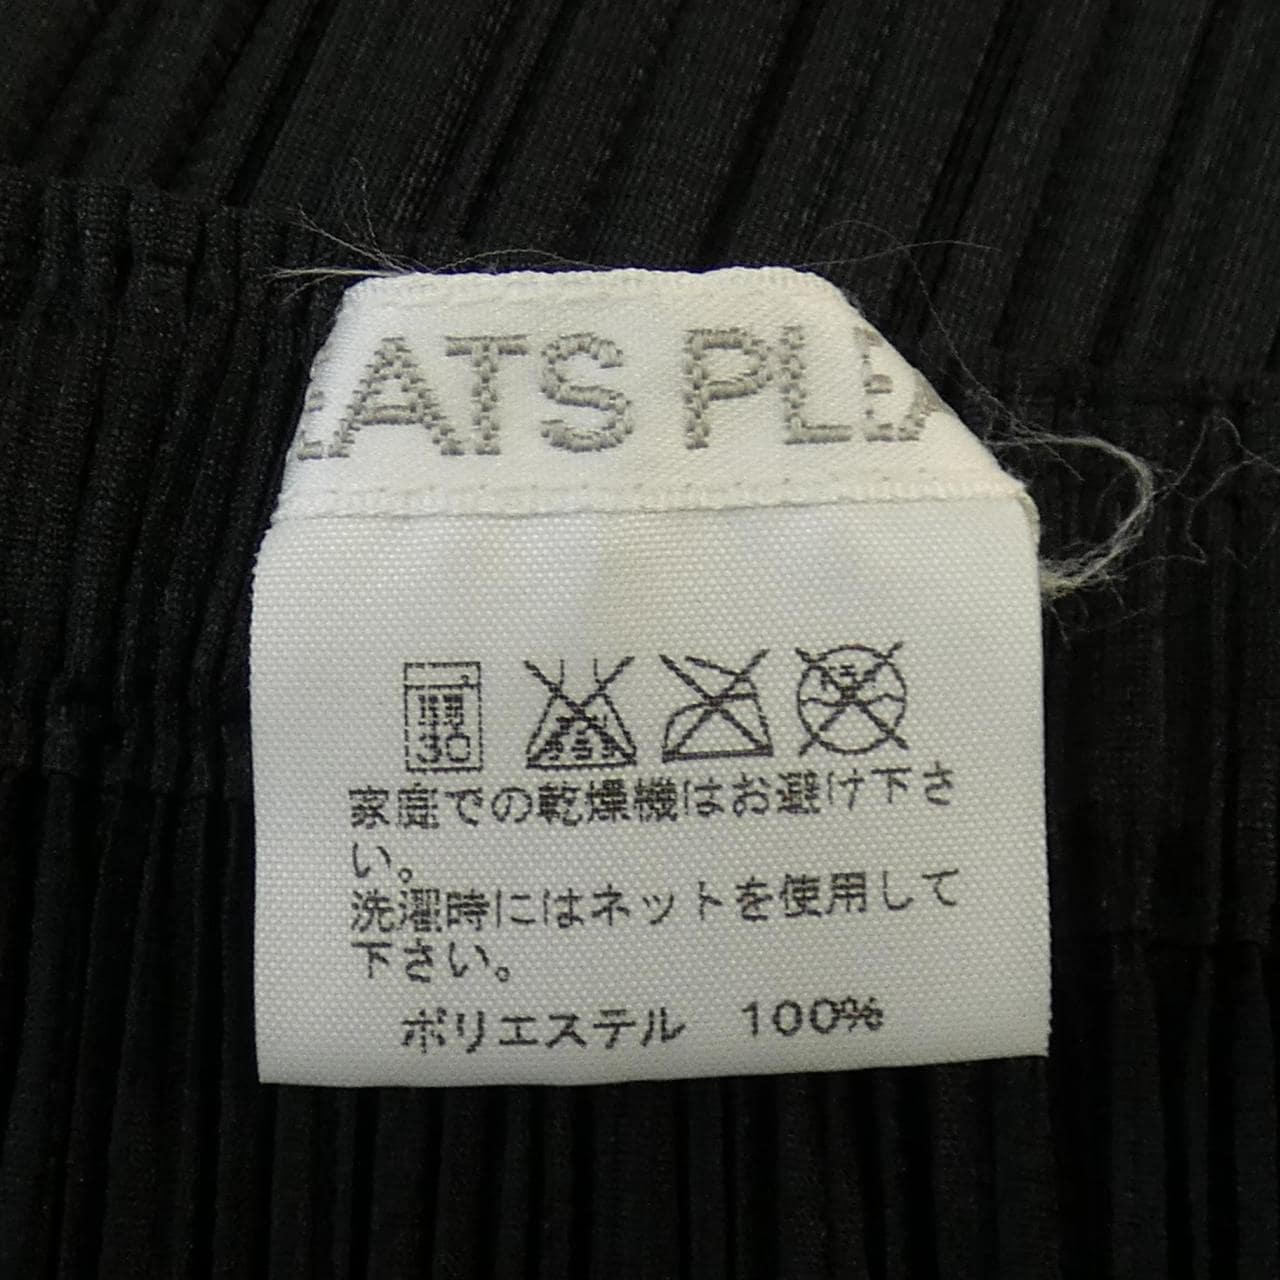 EATS PLEA
30
家庭での乾燥機はお避け下さ
い。
洗濯時にはネットを使用して
下さい。
ポリエステル 100%